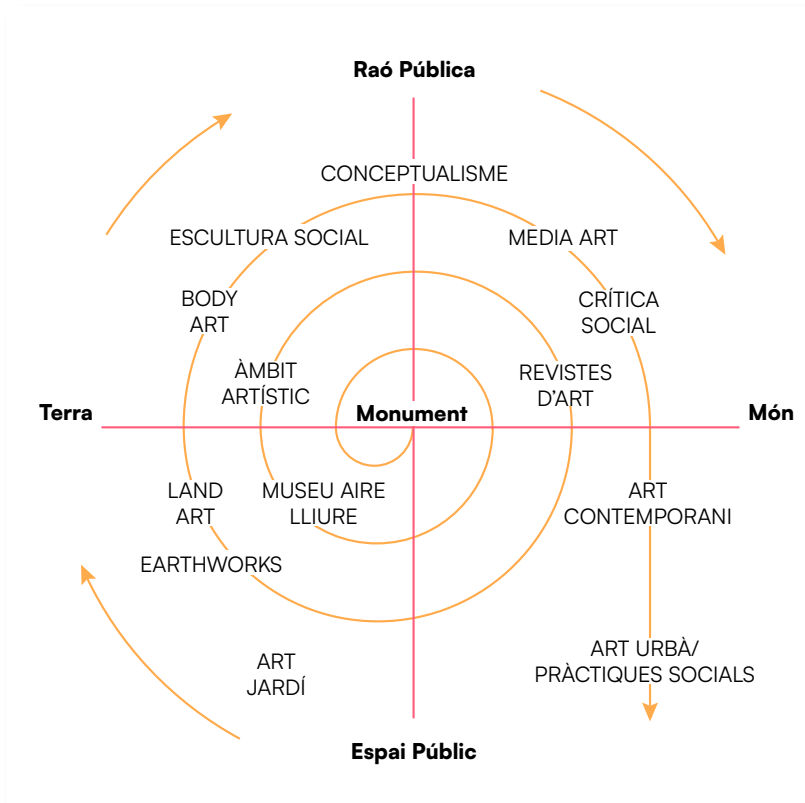 Raó Pública
CONCEPTUALISME
ESCULTURA SOCIAL
MEDIA ART
BODY
ART
CRÍTICA
SOCIAL
ÀMBIT
ARTÍSTIC
REVISTES
D'ART
Terra
Monument
Món
LAND
ART
MUSEU AIRE
LLIURE
ART
CONTEMPORANI
EARTHWORKS
ART
JARDÍ
ART URBÀ/
PRÀCTIQUES SOCIALS
Espai Públic